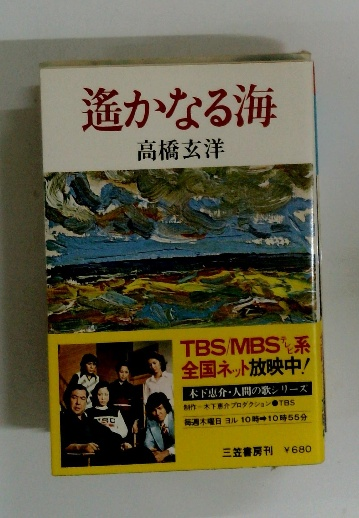 遙かなる海
高橋玄洋
TBS/MBSテレビ系
全国ネット放映中！
木下恵介・人間の歌シリーズ
制作=木下恵介プロダクション●TBS
毎週木曜日 ヨル 10時➡10時55分
三笠書房刊 ￥680